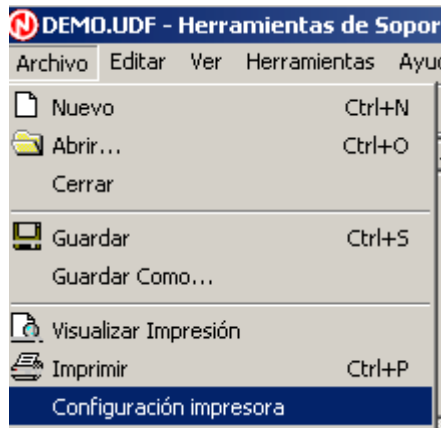 DEMO.UDF - Herramientas de Sopor
Archivo Editar Ver Herramientas Ayu
Nuevo Ctrl+N
Abrir... Ctrl+O
Cerrar
Guardar Ctrl+S
Guardar Como...
Visualizar Impresión
Imprimir Ctrl+P
Configuración impresora